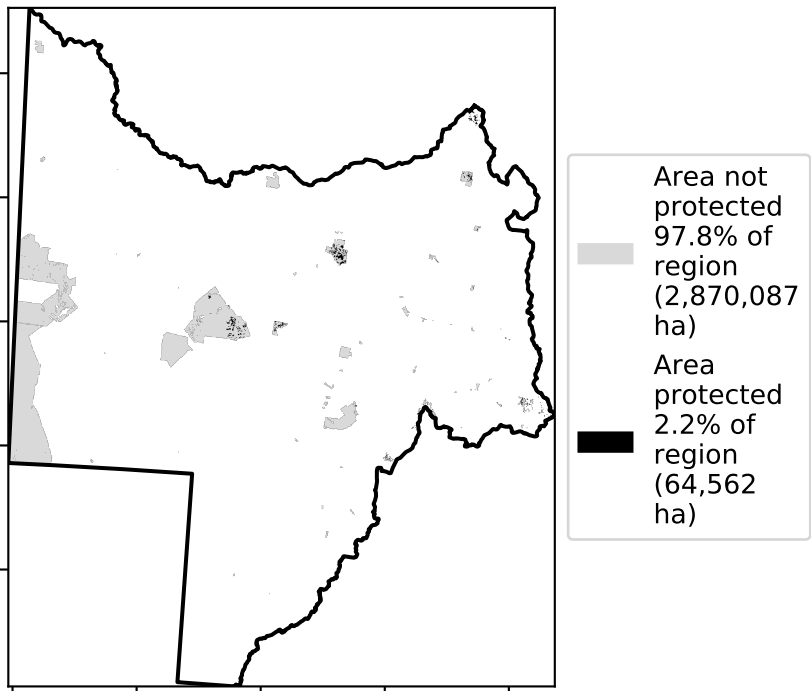 Area not
protected
97.8% of
region
(2,870,087
ha)
Area
protected
2.2% of
region
(64,562
ha)